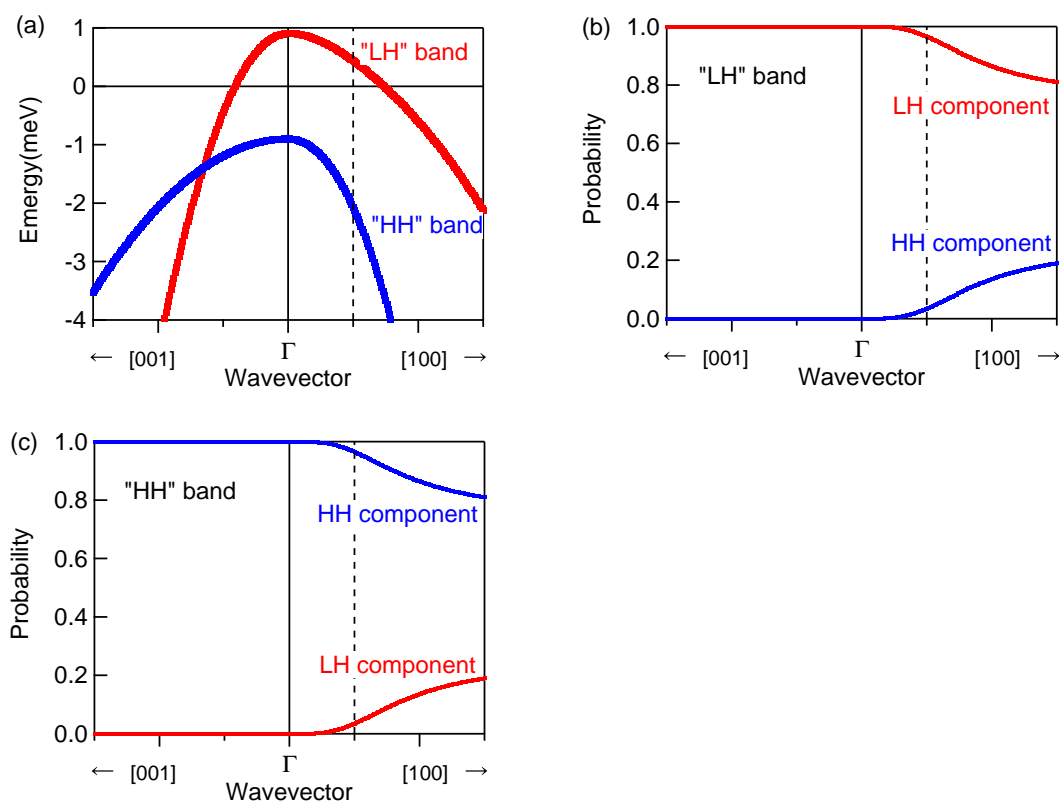 (a)
1
0
-1
-2
-3
-4
Emergy(meV)
"LH" band
"HH" band
← [001] Γ [100] →
Wavevector
(b)
1.0
0.8
0.6
0.4
0.2
0.0
Probability
"LH" band
LH component
HH component
← [001] Γ [100] →
Wavevector
(c)
1.0
0.8
0.6
0.4
0.2
0.0
Probability
"HH" band
HH component
LH component
← [001] Γ [100] →
Wavevector